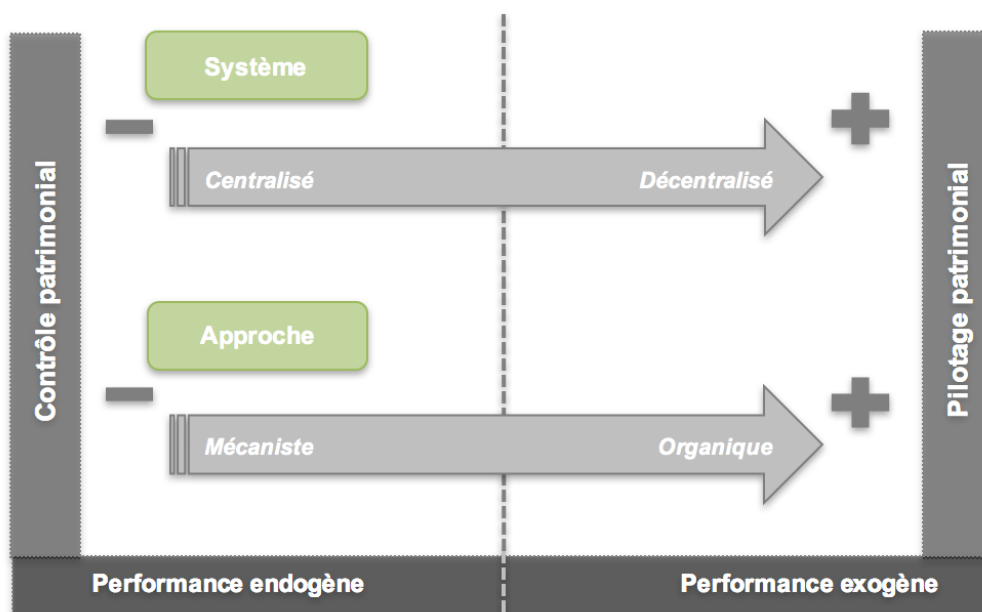 Système
Centralisé
Décentralisé
Approche
Mécaniste
Organique
Contrôle patrimonial
Pilotage patrimonial
Performance endogène
Performance exogène